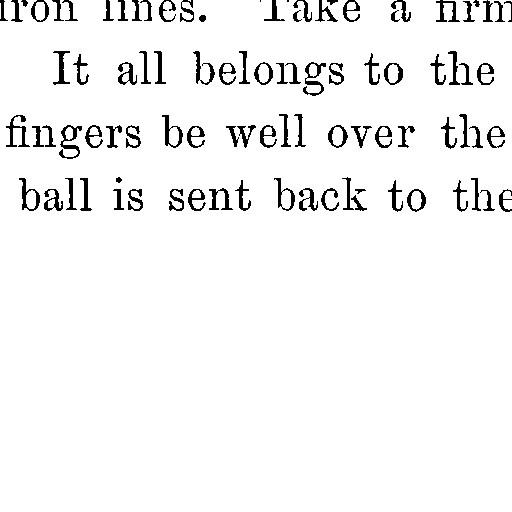 iron lines. Take a firm
It all belongs to the
fingers be well over the
ball is sent back to the